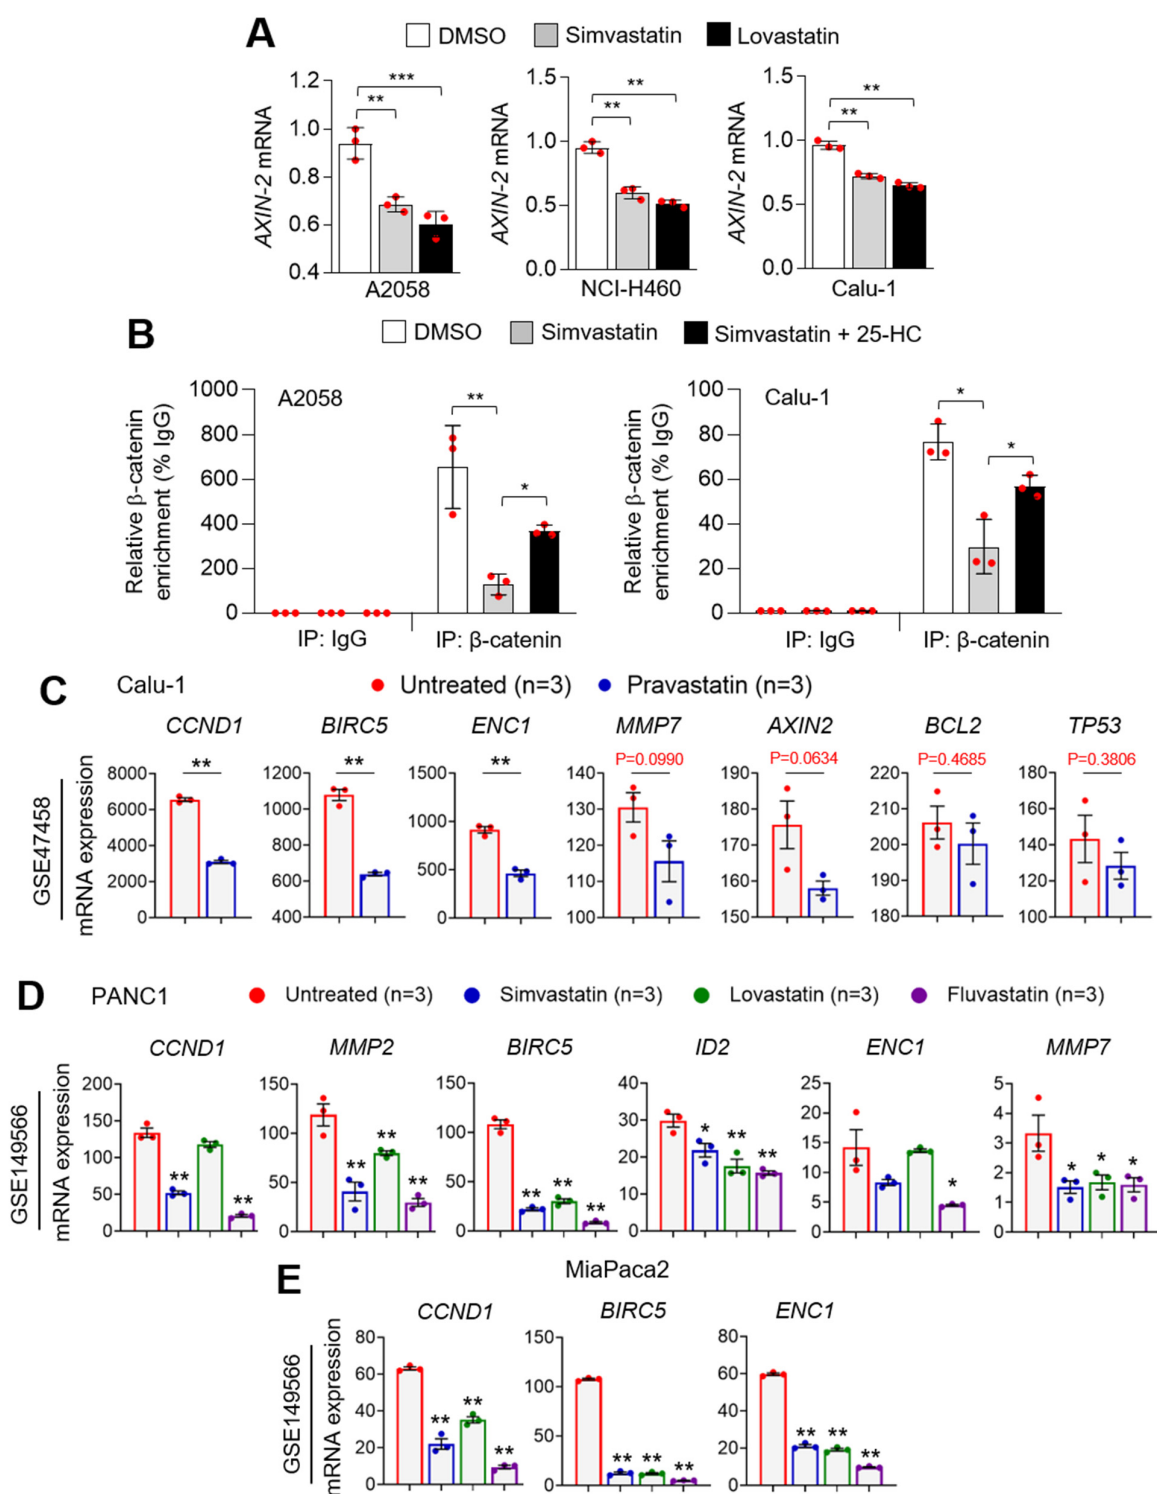 A
DMSO Simvastatin Lovastatin
AXIN-2 mRNA
1.2
1.0
0.8
0.6
0.4
** ***
A2058
AXIN-2 mRNA
1.5
1.0
0.5
0.0
** **
NCI-H460
AXIN-2 mRNA
1.5
1.0
0.5
0.0
** **
Calu-1
B
DMSO Simvastatin Simvastatin + 25-HC
Relative β-catenin
enrichment (% IgG)
A2058
1000
800
600
400
200
0
** *
IP: IgG IP: β-catenin
Relative β-catenin
enrichment (% IgG)
Calu-1
100
80
60
40
20
0
* *
IP: IgG IP: β-catenin
C
Calu-1
Untreated (n=3) Pravastatin (n=3)
GSE47458
mRNA expression
CCND1
**
8000
6000
4000
2000
0
BIRC5
**
1200
1000
800
600
400
ENC1
**
1500
1000
500
0
MMP7
P=0.0990
140
130
120
110
100
AXIN2
P=0.0634
190
180
170
160
150
BCL2
P=0.4685
220
210
200
190
180
TP53
P=0.3806
180
160
140
120
100
D
PANC1
Untreated (n=3) Simvastatin (n=3) Lovastatin (n=3) Fluvastatin (n=3)
GSE149566
mRNA expression
CCND1
200
150
100
50
0
** **
MMP2
150
100
50
0
** ** **
BIRC5
150
100
50
0
** ** **
ID2
40
30
20
10
0
* ** **
ENC1
25
20
15
10
5
0
*
MMP7
5
4
3
2
1
0
* * *
E
MiaPaca2
GSE149566
mRNA expression
CCND1
80
60
40
20
0
** ** **
BIRC5
150
100
50
0
** ** **
ENC1
80
60
40
20
0
** ** **